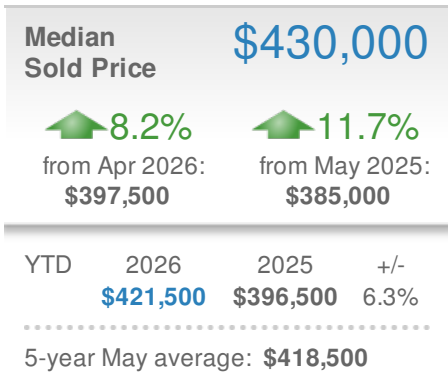 Median $430,000
Sold Price
8.2% 11.7%
from Apr 2026: from May 2025:
$397,500 $385,000
YTD 2026 2025 +/-
$421,500 $396,500 6.3%
5-year May average: $418,500